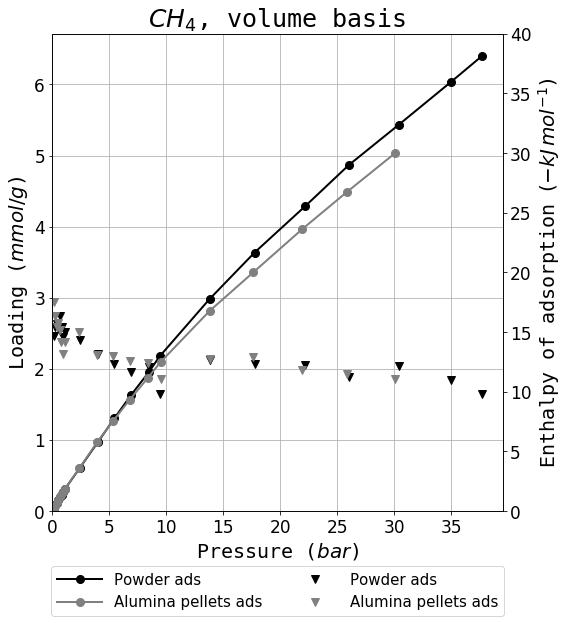 CH₄, volume basis
Loading (mmol/g)
6
5
4
3
2
1
0
40
35
30
25
20
15
10
5
0
Enthalpy of adsorption (−kJ mol⁻¹)
0 5 10 15 20 25 30 35
Pressure (bar)
Powder ads Powder ads
Alumina pellets ads Alumina pellets ads